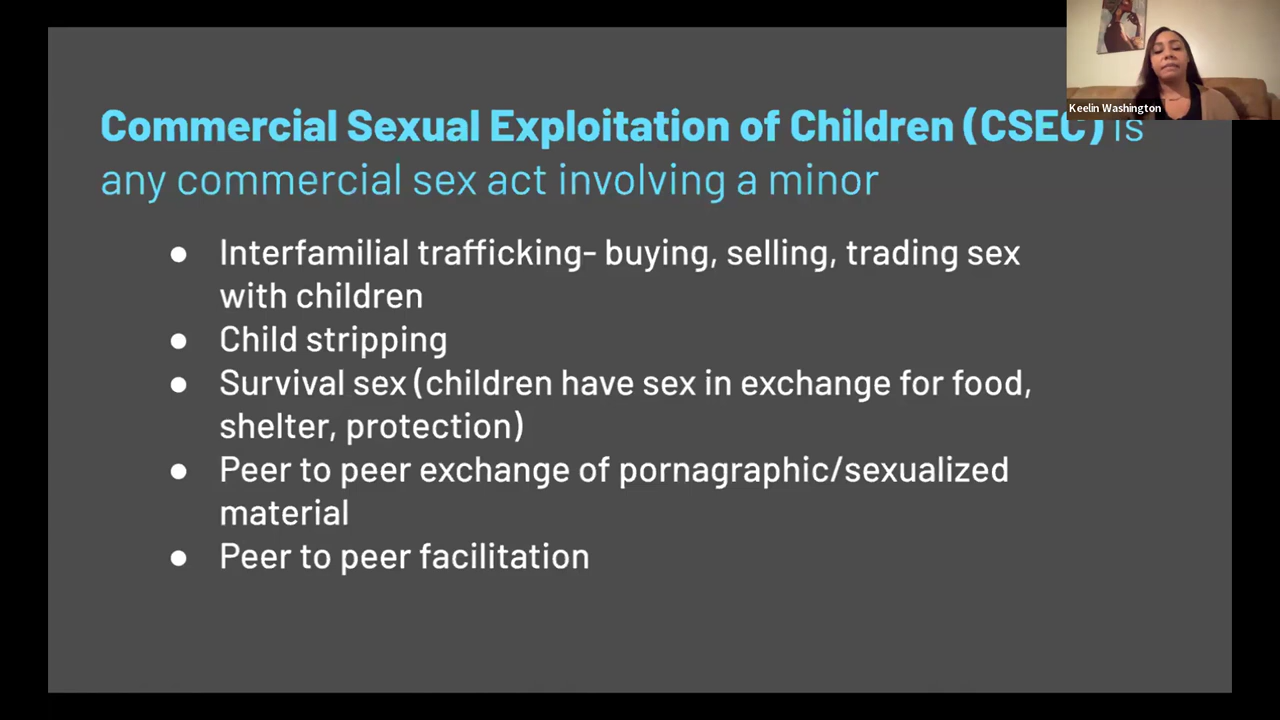 Commercial Sexual Exploitation of Children (CSEC) is
any commercial sex act involving a minor
● Interfamilial trafficking- buying, selling, trading sex
with children
● Child stripping
● Survival sex (children have sex in exchange for food,
shelter, protection)
● Peer to peer exchange of pornagraphic/sexualized
material
● Peer to peer facilitation
Keelin Washington